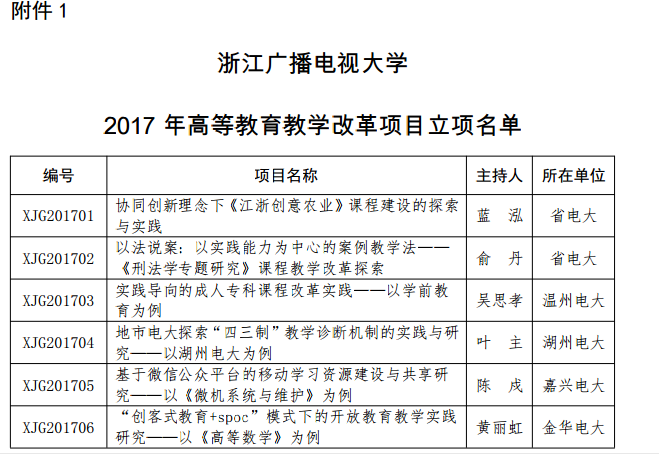 附件 1
浙江广播电视大学
2017 年高等教育教学改革项目立项名单
编号 项目名称 主持人 所在单位
XJG201701 协同创新理念下《江浙创意农业》课程建设的探索与实践 蓝 泓 省电大
XJG201702 以法说案：以实践能力为中心的案例教学法——《刑法学专题研究》课程教学改革探索 俞 丹 省电大
XJG201703 实践导向的成人专科课程改革实践——以学前教育为例 吴思孝 温州电大
XJG201704 地市电大探索“四三制”教学诊断机制的实践与研究——以湖州电大为例 叶 主 湖州电大
XJG201705 基于微信公众平台的移动学习资源建设与共享研究——以《微机系统与维护》为例 陈 戍 嘉兴电大
XJG201706 “创客式教育+spoc”模式下的开放教育教学实践研究——以《高等数学》为例 黄丽虹 金华电大